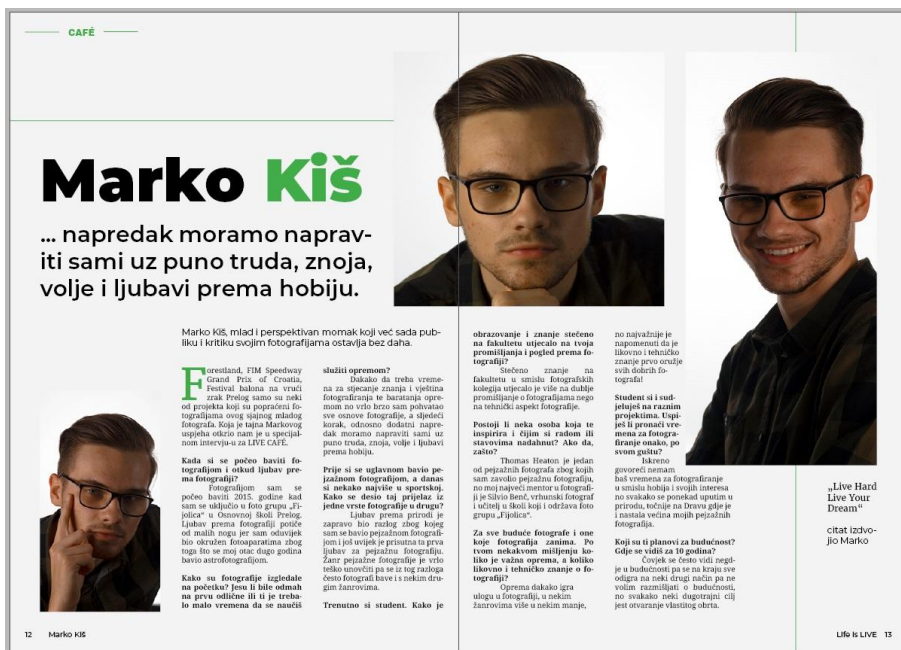 CAFÉ
Marko Kiš
... napredak moramo naprav-
iti sami uz puno truda, znoja,
volje i ljubavi prema hobiju.
Marko Kiš, mlad i perspektivan momak koji već sada pub-
liku i kritiku svojim fotografijama ostavlja bez daha.
Forestland, FIM Speedway
Grand Prix of Croatia,
Festival balona na vrući
zrak Prelog samo su neki
od projekta koji su popraćeni fo-
tografijama ovog sjajnog mladog
fotografa. Koja je tajna Markovog
uspjeha otkrio nam je u specijal-
nom intervju-u za LIVE CAFÉ.
Kada si se počeo baviti fo-
tografijom i otkud ljubav pre-
ma fotografiji?
Fotografijom sam se
počeo baviti 2015. godine kad
sam se uključio u foto grupu „Fi-
jolica“ u Osnovnoj školi Prelog.
Ljubav prema fotografiji potiče
od malih nogu jer sam oduvijek
bio okružen fotoaparatima zbog
toga što se moj otac dugo godina
bavio astrofotografijom.
Kako su fotografije izgledale
na početku? Jesu li bile odmah
na prvu odlične ili ti je treba-
lo malo vremena da se naučiš
služiti opremom?
Dakako da treba vreme-
na za stjecanje znanja i vještina
fotografiranja te baratanja opre-
mom no vrlo brzo sam pohvatao
sve osnove fotografije, a sljedeći
korak, odnosno dodatni napre-
dak moramo napraviti sami uz
puno truda, znoja, volje i ljubavi
prema hobiju.
Prije si se uglavnom bavio pe-
jzažnom fotografijom, a danas
si nekako najviše u sportskoj.
Kako se desio taj prijelaz iz
jedne vrste fotografije u drugu?
Ljubav prema prirodi je
zapravo bio razlog zbog kojeg
sam se bavio pejzažnom fotografi-
jom i još uvijek je prisutna ta prva
ljubav za pejzažnu fotografiju.
Žanr pejzažne fotografije je vrlo
teško unovčiti pa se iz tog razloga
često fotografi bave i s nekim dru-
gim žanrovima.
Trenutno si student. Kako je
obrazovanje i znanje stečeno
na fakultetu utjecalo na tvoja
promišljanja i pogled prema fo-
tografiji?
Stečeno znanje na
fakultetu u smislu fotografskih
kolegija utjecalo je više na dublje
promišljanje o fotografijama nego
na tehnički aspekt fotografije.
Postoji li neka osoba koja te
inspirira i čijim si radom ili
stavovima nadahnut? Ako da,
zašto?
Thomas Heaton je jedan
od pejzažnih fotografa zbog kojih
sam zavolio pejzažnu fotografiju,
no moj najveći mentor u fotografi-
ji je Silvio Benč, vrhunski fotograf
i učitelj u školi koji i održava foto
grupu „Fijolica“.
Za sve buduće fotografe i one
koje fotografija zanima. Po
tvom nekakvom mišljenju ko-
liko je važna oprema, a koliko
likovno i tehničko znanje o fo-
tografiji?
Oprema dakako igra
ulogu u fotografiji, u nekim
žanrovima više u nekim manje,
no najvažnije je
napomenuti da je
likovno i tehničko
znanje prvo oružje
svih dobrih fo-
tografa!
Student si i sud-
jeluješ na raznim
projektima. Uspi-
ješ li pronaći vre-
mena za fotogra-
firanje onako, po
svom guštu?
Iskreno
govoreći nemam
baš vremena za fotografiranje
u smislu hobija i svojih interesa
no svakako se ponekad uputim u
prirodu, točnije na Dravu gdje je
i nastala većina mojih pejzažnih
fotografija.
Koji su ti planovi za budućnost?
Gdje se vidiš za 10 godina?
Čovjek se često vidi negd-
je u budućnosti pa se na kraju sve
odigra na neki drugi način pa ne
volim razmišljati o budućnosti,
no svakako neki dugotrajni cilj
jest otvaranje vlastitog obrta.
„Live Hard
Live Your
Dream“
citat izdvo-
jio Marko
12 Marko Kiš
Life is LIVE 13